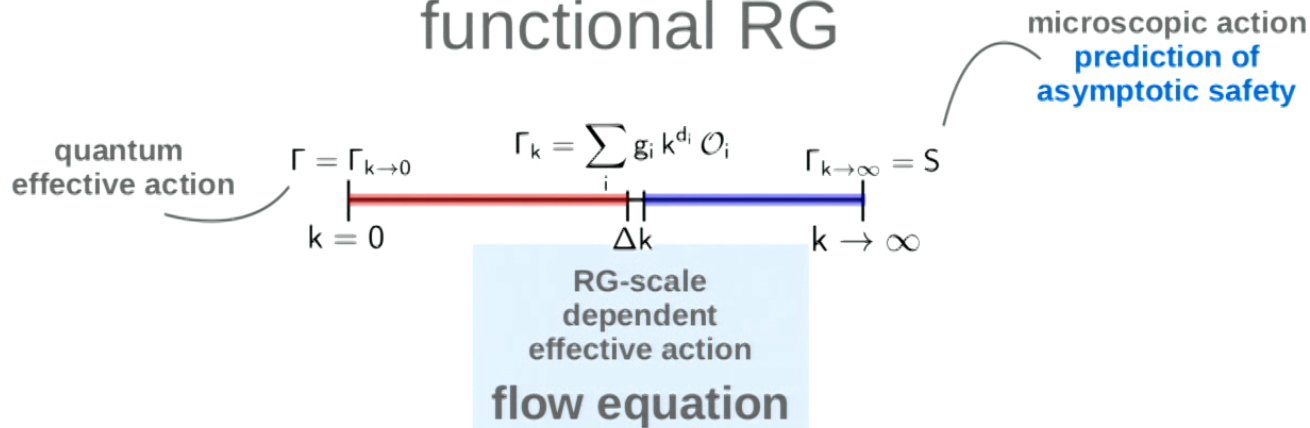 functional RG
microscopic action
prediction of
asymptotic safety
quantum
effective action
Γ = Γ_{k→0}
Γ_k = ∑_i g_i k^{d_i} 𝒪_i
Γ_{k→∞} = S
k = 0
Δk
k → ∞
RG-scale
dependent
effective action
flow equation